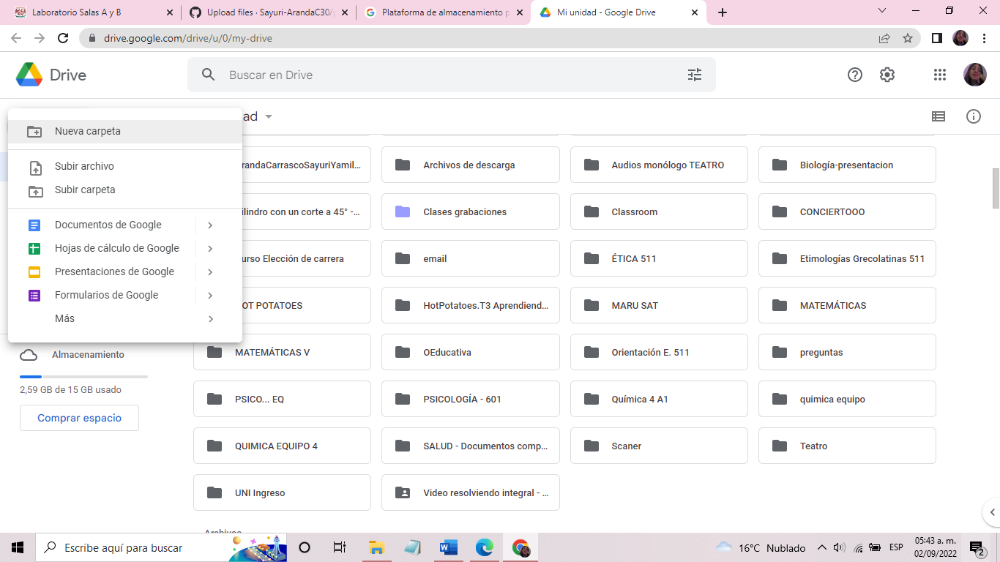 Laboratorio Salas A y B
Upload files · Sayuri-ArandaC30/
Plataforma de almacenamiento p
Mi unidad - Google Drive
drive.google.com/drive/u/0/my-drive
Drive
Buscar en Drive
ad
Nueva carpeta
Subir archivo
Subir carpeta
Documentos de Google
Hojas de cálculo de Google
Presentaciones de Google
Formularios de Google
Más
Almacenamiento
2,59 GB de 15 GB usado
Comprar espacio
randaCarrascoSayuriYamil...
Archivos de descarga
Audios monólogo TEATRO
Biología-presentacion
ilindro con un corte a 45° -...
Clases grabaciones
Classroom
CONCIERTOOO
urso Elección de carrera
email
ÉTICA 511
Etimologías Grecolatinas 511
OT POTATOES
HotPotatoes.T3 Aprendiend...
MARU SAT
MATEMÁTICAS
MATEMÁTICAS V
OEducativa
Orientación E. 511
preguntas
PSICO... EQ
PSICOLOGÍA - 601
Química 4 A1
quimica equipo
QUIMICA EQUIPO 4
SALUD - Documentos comp...
Scaner
Teatro
UNI Ingreso
Video resolviendo integral - ...
Archivos
Escribe aquí para buscar
16°C Nublado
ESP
05:43 a. m.
02/09/2022
2